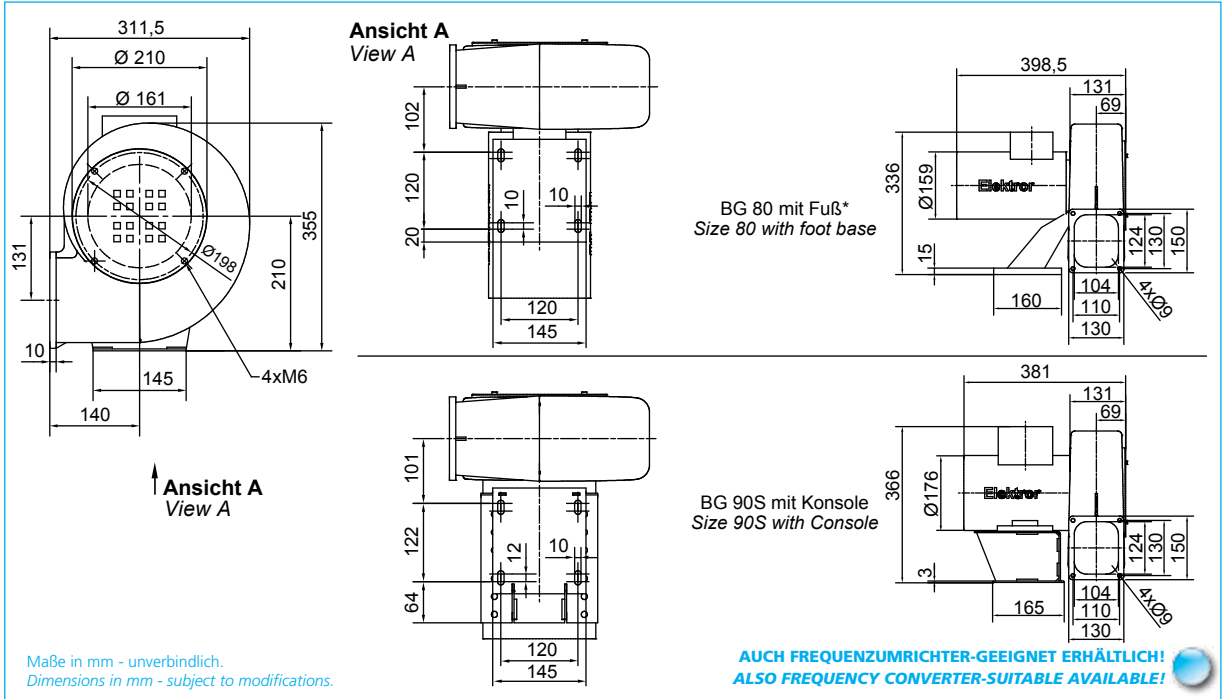 311,5
Ø 210
Ø 161
131
Ø198
355
210
10
4xM6
145
140
Ansicht A
View A
Ansicht A
View A
102
120
20
10
10
120
145
BG 80 mit Fuß*
Size 80 with foot base
398,5
131
69
336
Ø159
Elektror
15
160
124
130
150
104
110
130
4xØ9
101
122
64
12
10
120
145
BG 90S mit Konsole
Size 90S with Console
381
131
69
366
Ø176
Elektror
3
165
124
130
150
104
110
130
4xØ9
Maße in mm - unverbindlich.
Dimensions in mm - subject to modifications.
AUCH FREQUENZUMRICHTER-GEEIGNET ERHÄLTLICH!
ALSO FREQUENCY CONVERTER-SUITABLE AVAILABLE!